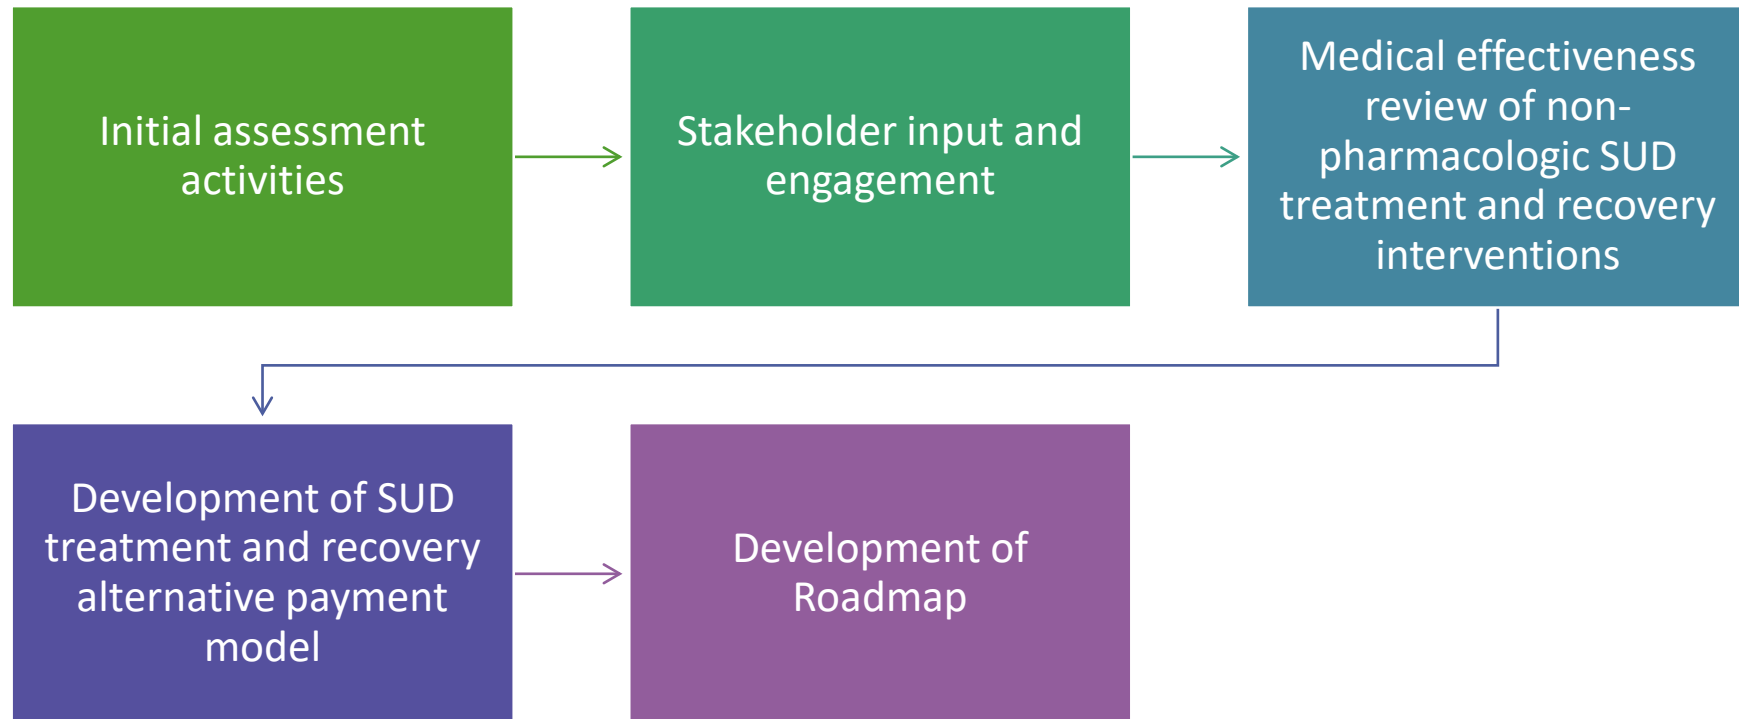 Initial assessment
activities
Stakeholder input and
engagement
Medical effectiveness
review of non-
pharmacologic SUD
treatment and recovery
interventions
Development of SUD
treatment and recovery
alternative payment
model
Development of
Roadmap